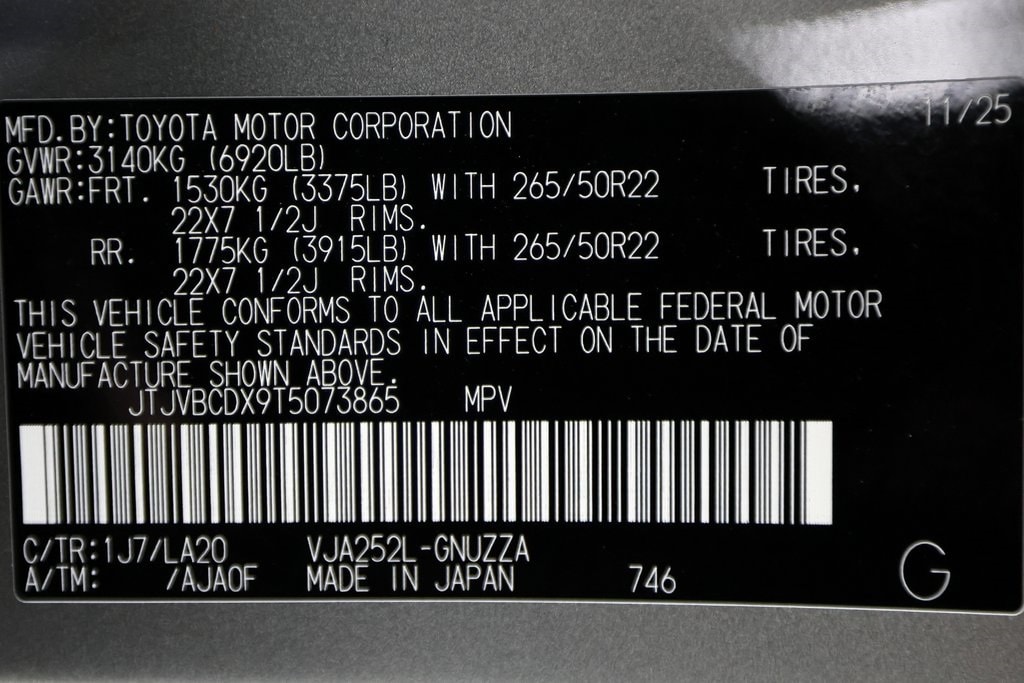 11/25
MFD.BY:TOYOTA MOTOR CORPORATION
GVWR:3140KG (6920LB)
GAWR:FRT. 1530KG (3375LB) WITH 265/50R22 TIRES.
22X7 1/2J RIMS.
RR. 1775KG (3915LB) WITH 265/50R22 TIRES.
22X7 1/2J RIMS.
THIS VEHICLE CONFORMS TO ALL APPLICABLE FEDERAL MOTOR
VEHICLE SAFETY STANDARDS IN EFFECT ON THE DATE OF
MANUFACTURE SHOWN ABOVE.
JTJVBCDX9T5073865 MPV
C/TR:1J7/LA20 VJA252L-GNUZZA
A/TM: /AJA0F MADE IN JAPAN 746
G